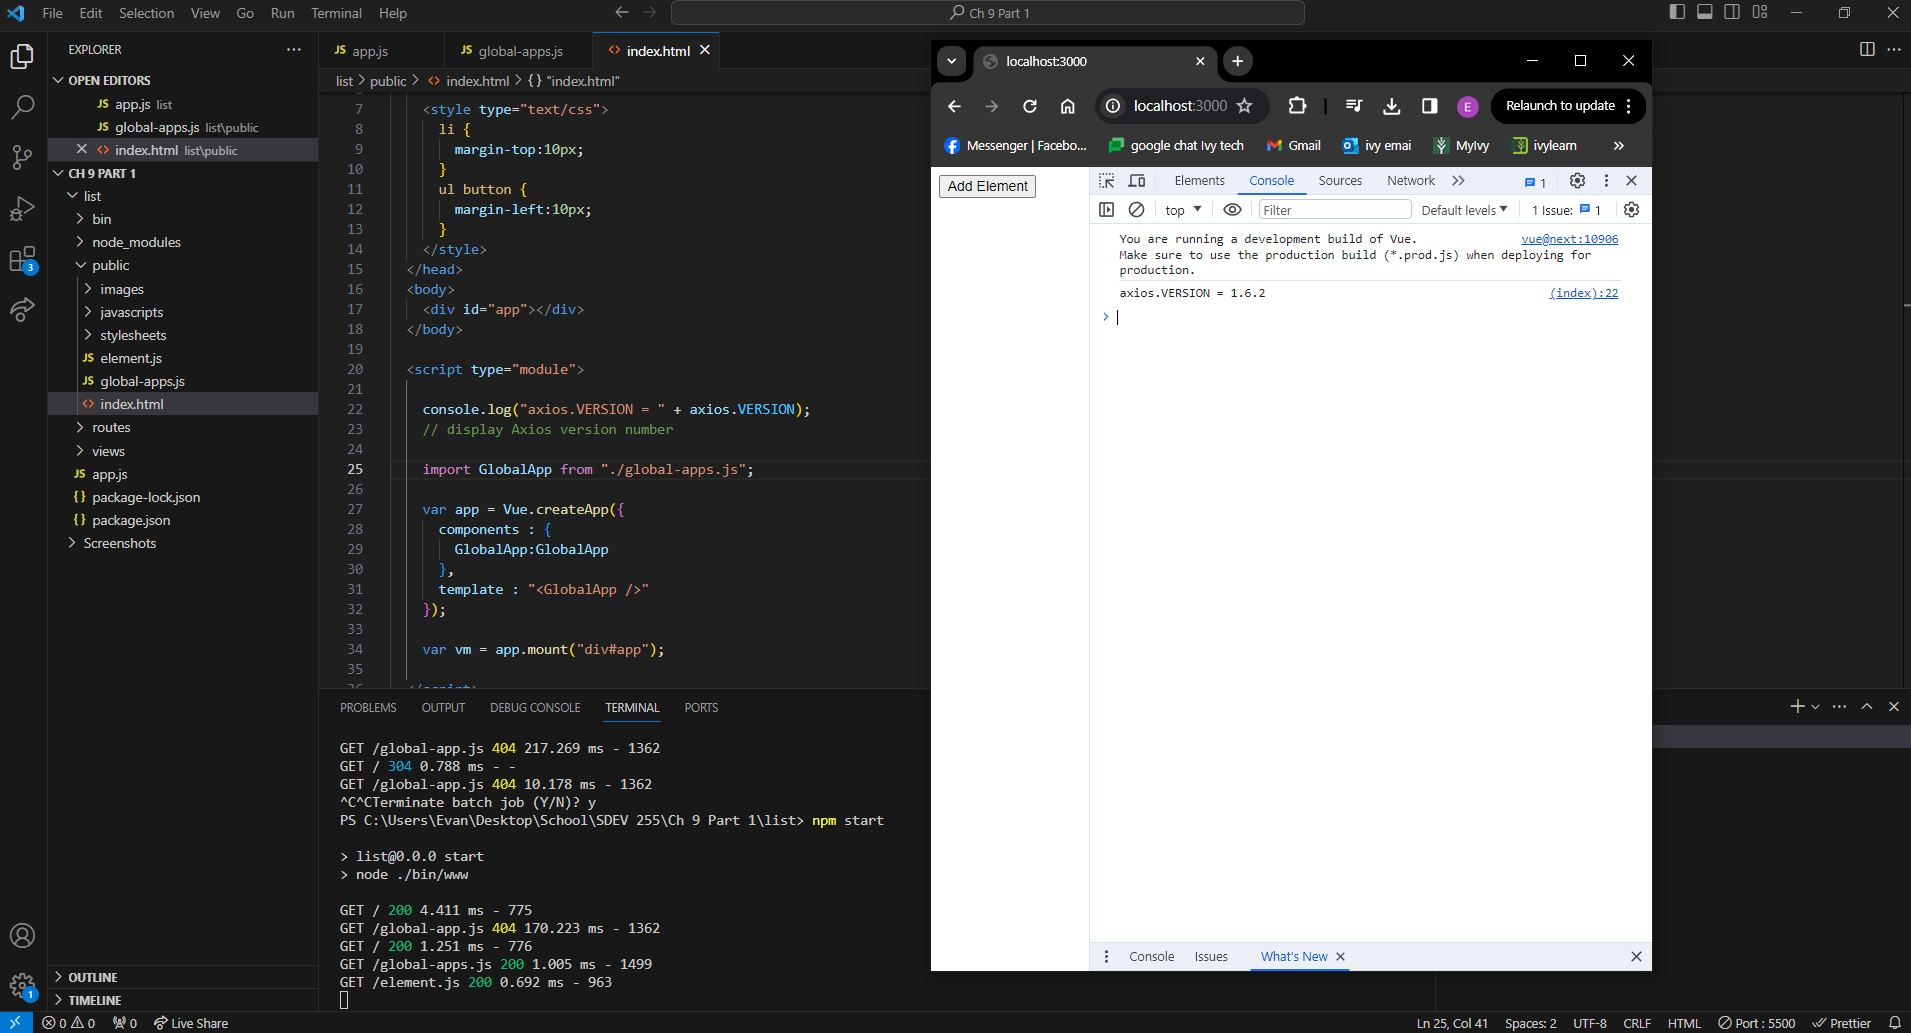 File Edit Selection View Go Run Terminal Help
Ch 9 Part 1
EXPLORER
OPEN EDITORS
JS app.js list
JS global-apps.js list\public
<> index.html list\public
CH 9 PART 1
list
bin
node_modules
public
images
javascripts
stylesheets
JS element.js
JS global-apps.js
<> index.html
routes
views
JS app.js
{} package-lock.json
{} package.json
Screenshots
OUTLINE
TIMELINE
3
1
JS app.js
JS global-apps.js
<> index.html
list > public > <> index.html > {} "index.html"
7 <style type="text/css">
8 li {
9 margin-top:10px;
10 }
11 ul button {
12 margin-left:10px;
13 }
14 </style>
15 </head>
16 <body>
17 <div id="app"></div>
18 </body>
19
20 <script type="module">
21
22 console.log("axios.VERSION = " + axios.VERSION);
23 // display Axios version number
24
25 import GlobalApp from "./global-apps.js";
26
27 var app = Vue.createApp({
28 components : {
29 GlobalApp:GlobalApp
30 },
31 template : "<GlobalApp />"
32 });
33
34 var vm = app.mount("div#app");
35
36 </script>
PROBLEMS OUTPUT DEBUG CONSOLE TERMINAL PORTS
GET /global-app.js 404 217.269 ms - 1362
GET / 304 0.788 ms - -
GET /global-app.js 404 10.178 ms - 1362
^C^CTerminate batch job (Y/N)? y
PS C:\Users\Evan\Desktop\School\SDEV 255\Ch 9 Part 1\list> npm start
> list@0.0.0 start
> node ./bin/www
GET / 200 4.411 ms - 775
GET /global-app.js 404 170.223 ms - 1362
GET / 200 1.251 ms - 776
GET /global-apps.js 200 1.005 ms - 1499
GET /element.js 200 0.692 ms - 963
localhost:3000
localhost:3000
E
Relaunch to update
Messenger | Facebo...
google chat Ivy tech
Gmail
ivy emai
MyIvy
ivylearn
Add Element
Elements Console Sources Network 1
top Filter Default levels 1 Issue: 1
You are running a development build of Vue. vue@next:10906
Make sure to use the production build (*.prod.js) when deploying for
production.
axios.VERSION = 1.6.2 (index):22
>
Console Issues What's New
0 0 0 Live Share
Ln 25, Col 41 Spaces: 2 UTF-8 CRLF HTML Port : 5500 Prettier